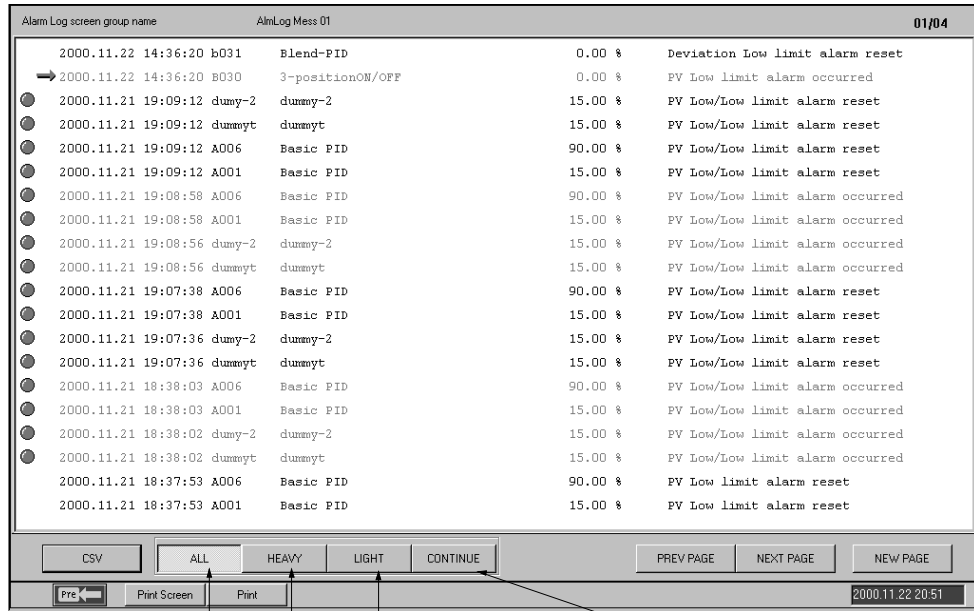 Alarm Log screen group name AlmLog Mess 01 01/04
2000.11.22 14:36:20 b031 Blend-PID 0.00 % Deviation Low limit alarm reset
2000.11.22 14:36:20 B030 3-positionON/OFF 0.00 % PV Low limit alarm occurred
2000.11.21 19:09:12 dumy-2 dummy-2 15.00 % PV Low/Low limit alarm reset
2000.11.21 19:09:12 dummyt dummyt 15.00 % PV Low/Low limit alarm reset
2000.11.21 19:09:12 A006 Basic PID 90.00 % PV Low/Low limit alarm reset
2000.11.21 19:09:12 A001 Basic PID 15.00 % PV Low/Low limit alarm reset
2000.11.21 19:08:58 A006 Basic PID 90.00 % PV Low/Low limit alarm occurred
2000.11.21 19:08:58 A001 Basic PID 15.00 % PV Low/Low limit alarm occurred
2000.11.21 19:08:56 dumy-2 dummy-2 15.00 % PV Low/Low limit alarm occurred
2000.11.21 19:08:56 dummyt dummyt 15.00 % PV Low/Low limit alarm occurred
2000.11.21 19:07:38 A006 Basic PID 90.00 % PV Low/Low limit alarm reset
2000.11.21 19:07:38 A001 Basic PID 15.00 % PV Low/Low limit alarm reset
2000.11.21 19:07:36 dumy-2 dummy-2 15.00 % PV Low/Low limit alarm reset
2000.11.21 19:07:36 dummyt dummyt 15.00 % PV Low/Low limit alarm reset
2000.11.21 18:38:03 A006 Basic PID 90.00 % PV Low/Low limit alarm occurred
2000.11.21 18:38:03 A001 Basic PID 15.00 % PV Low/Low limit alarm occurred
2000.11.21 18:38:02 dumy-2 dummy-2 15.00 % PV Low/Low limit alarm occurred
2000.11.21 18:38:02 dummyt dummyt 15.00 % PV Low/Low limit alarm occurred
2000.11.21 18:37:53 A006 Basic PID 90.00 % PV Low limit alarm reset
2000.11.21 18:37:53 A001 Basic PID 15.00 % PV Low limit alarm reset
CSV ALL HEAVY LIGHT CONTINUE PREV PAGE NEXT PAGE NEW PAGE
Pre Print Screen Print 2000.11.22 20:51